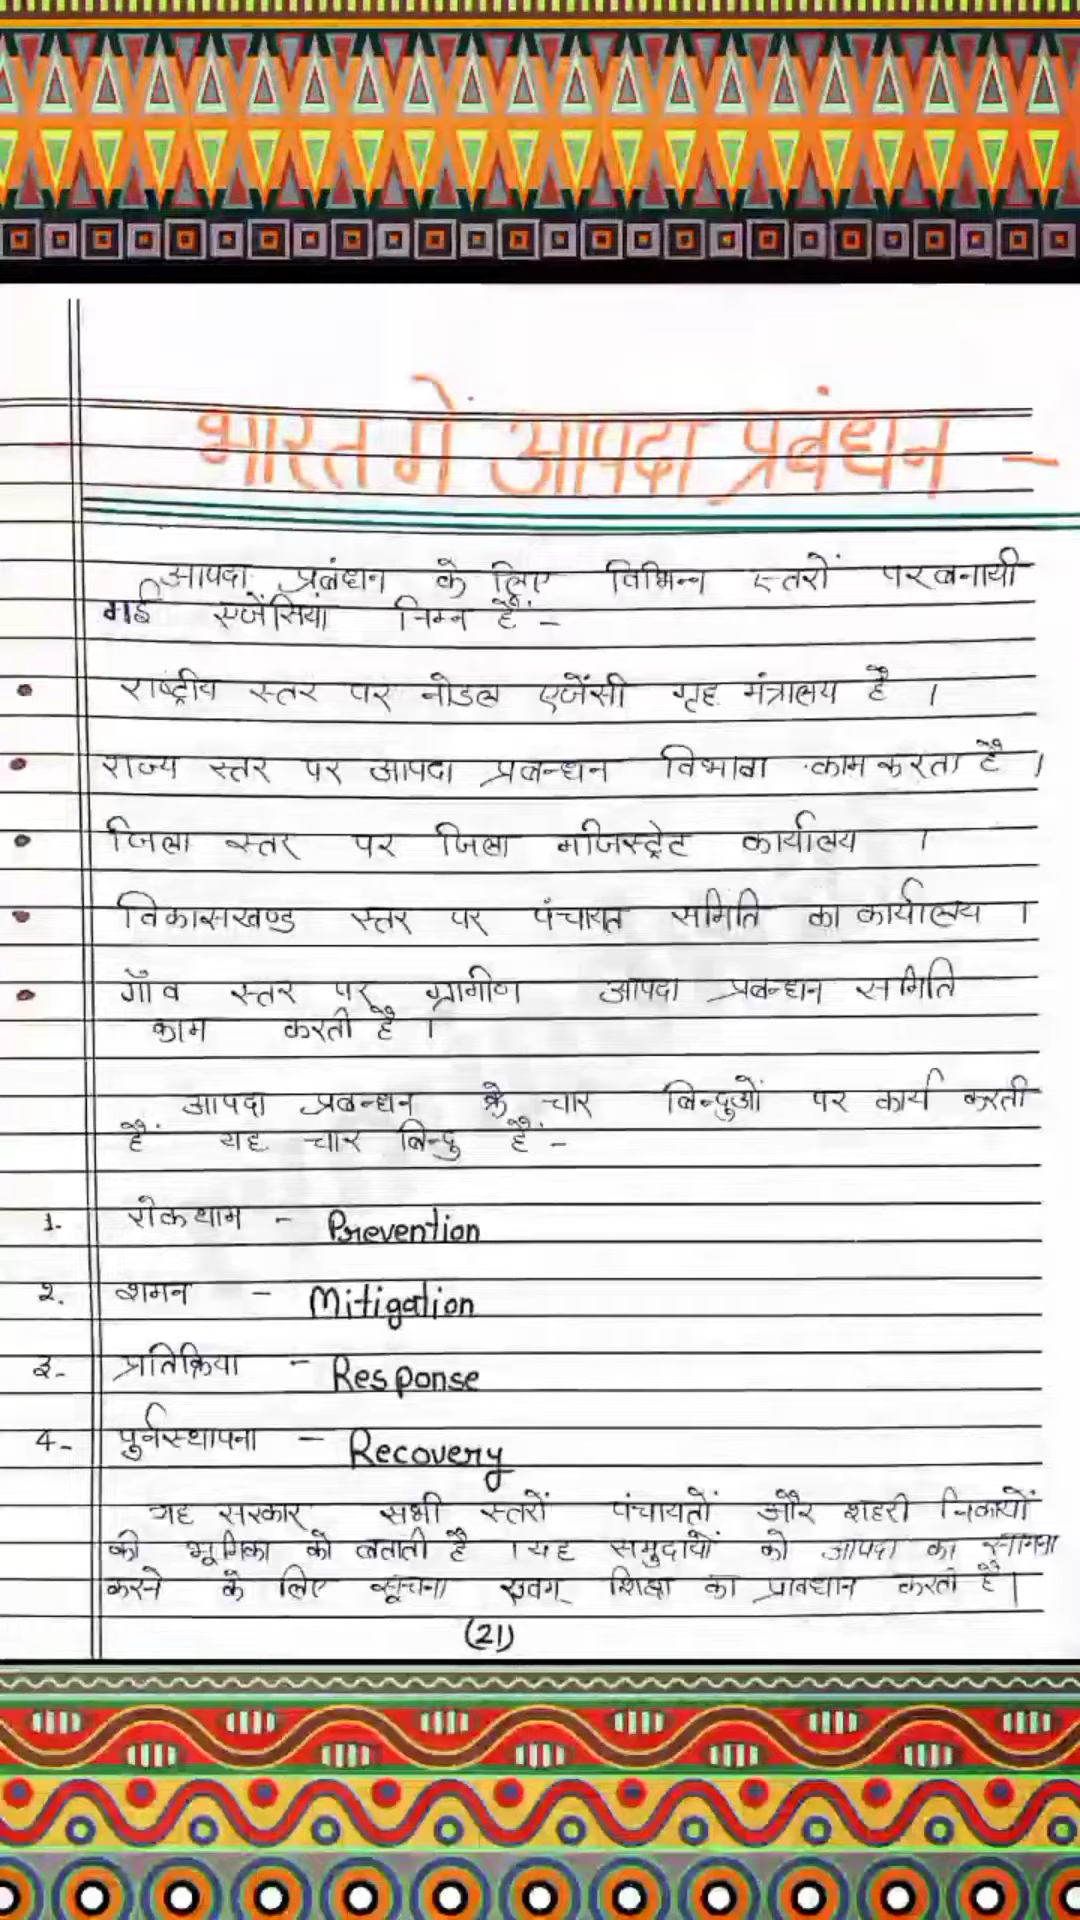 भारत में आपदा प्रबंधन -
आपदा प्रबंधन के लिए विभिन्न स्तरों पर बनायी
गई एजेंसियां निम्न हैं -
राष्ट्रीय स्तर पर नोडल एजेंसी गृह मंत्रालय है ।
राज्य स्तर पर आपदा प्रबन्धन विभाग काम करता है ।
जिला स्तर पर जिला मजिस्ट्रेट कार्यालय ।
विकासखण्ड स्तर पर पंचायत समिति का कार्यालय ।
गाँव स्तर पर ग्रामीण आपदा प्रबन्धन समिति
काम करती है ।
आपदा प्रबन्धन के चार बिन्दुओं पर कार्य करती
हैं यह चार बिन्दु हैं -
1. रोकथाम - Prevention
2. शमन - Mitigation
3- प्रतिक्रिया - Response
4- पुर्नस्थापना - Recovery
यह सरकार सभी स्तरों पंचायतों और शहरी निकायों
की भूमिका को बताती है । यह समुदायों को आपदा का सामना
करने के लिए सूचना एवम् शिक्षा का प्रावधान करती है |
(21)